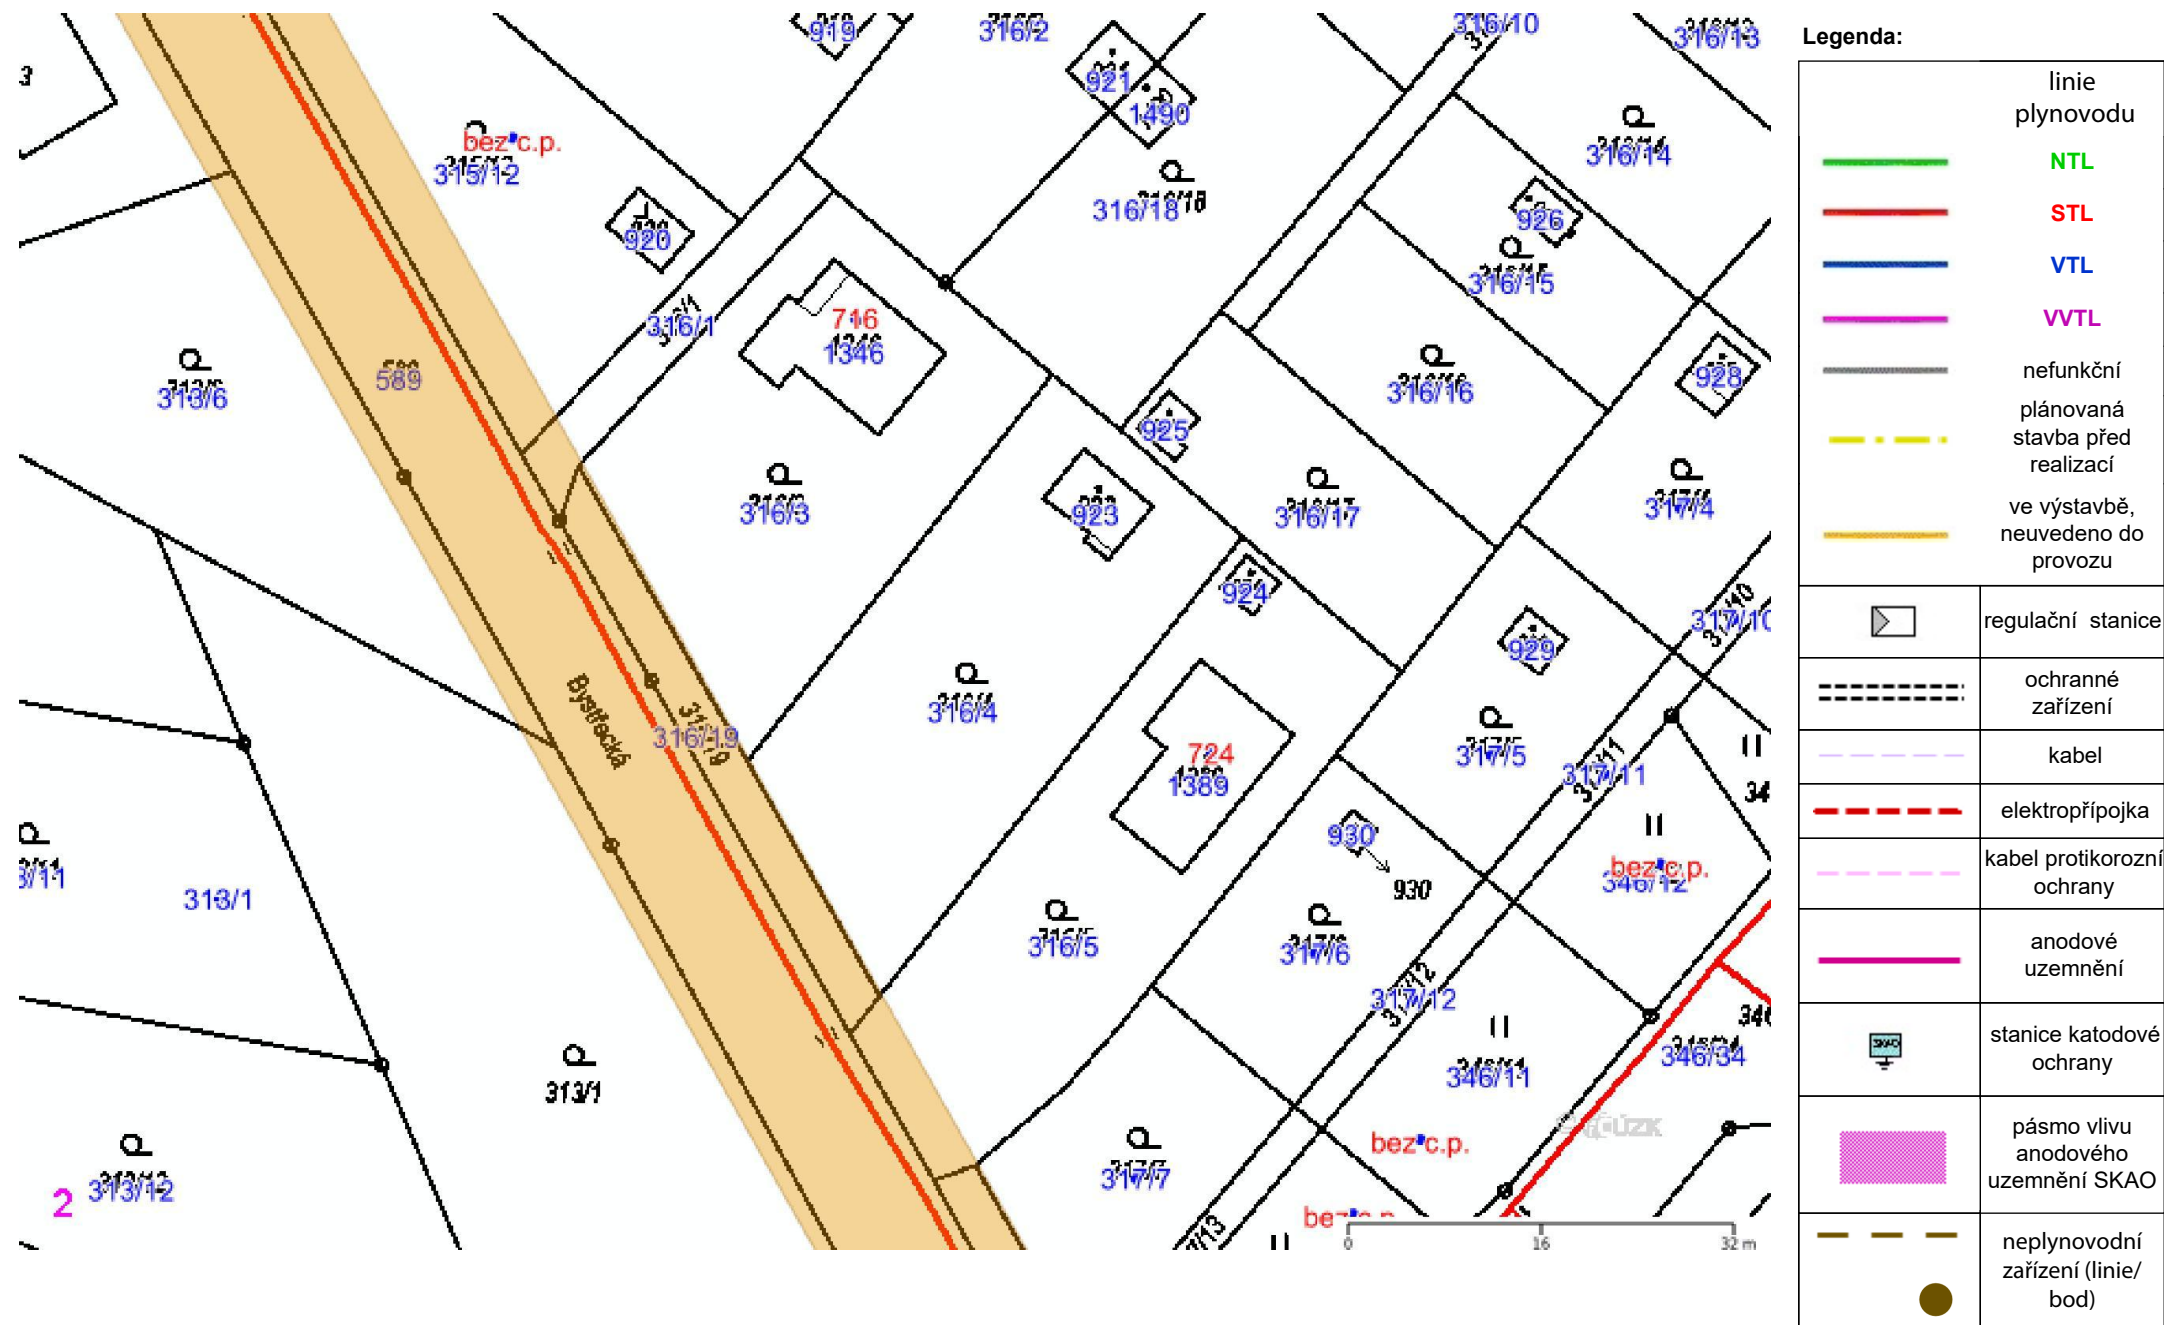 919
316/2
316/10
316/13
921
1490
bez c.p.
315/12
316/14
316/18
920
926
316/15
316/1
716
1346
313/6
589
316/16
928
925
316/3
923
316/17
317/4
924
317/10
929
316/4
Bystřecká
316/19
724
1389
317/5
317/11
34
930
930
bez c.p.
346/12
313/1
316/5
317/6
317/12
346/34
346/11
313/1
bez c.p.
313/12
2
317/7
0
16
32 m
Legenda:
linie
plynovodu
NTL
STL
VTL
VVTL
nefunkční
plánovaná
stavba před
realizací
ve výstavbě,
neuvedeno do
provozu
regulační stanice
ochranné
zařízení
kabel
elektropřípojka
kabel protikorozní
ochrany
anodové
uzemnění
SKAO
stanice katodové
ochrany
pásmo vlivu
anodového
uzemnění SKAO
neplynovodní
zařízení (linie/
bod)